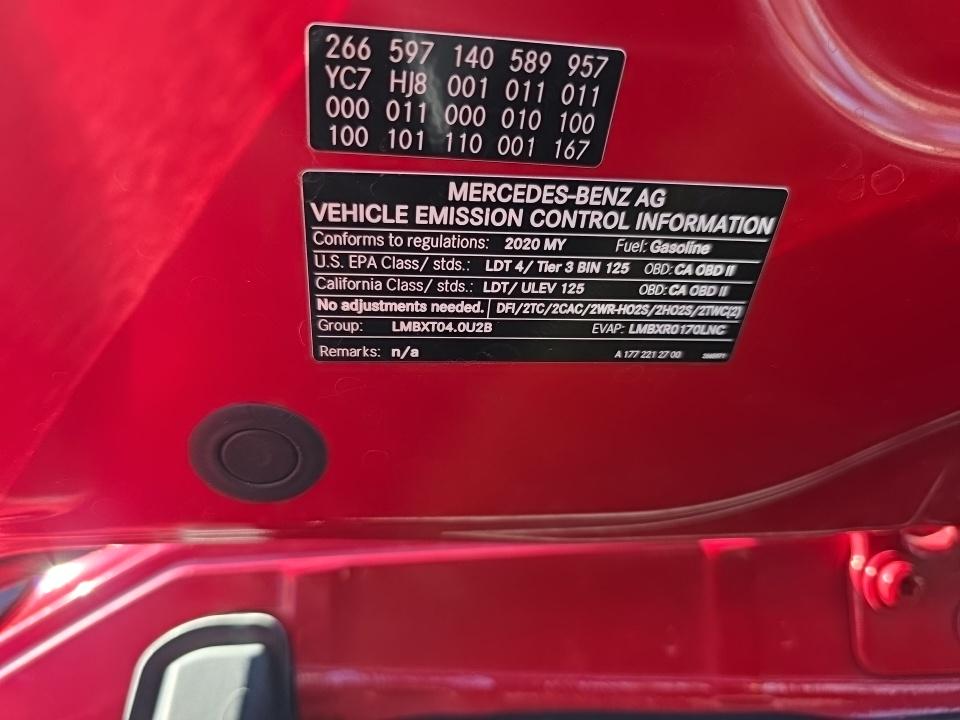 266 597 140 589 957
YC7 HJ8 001 011 011
000 011 000 010 100
100 101 110 001 167
MERCEDES-BENZ AG
VEHICLE EMISSION CONTROL INFORMATION
Conforms to regulations: 2020 MY Fuel: Gasoline
U.S. EPA Class/ stds.: LDT 4/ Tier 3 BIN 125 OBD: CA OBD II
California Class/ stds.: LDT/ ULEV 125 OBD: CA OBD II
No adjustments needed. DFI/2TC/2CAC/2WR-HO2S/2HO2S/2TWC(2)
Group: LMBXT04.0U2B EVAP: LMBXR0170LNC
Remarks: n/a A 177 221 27 00